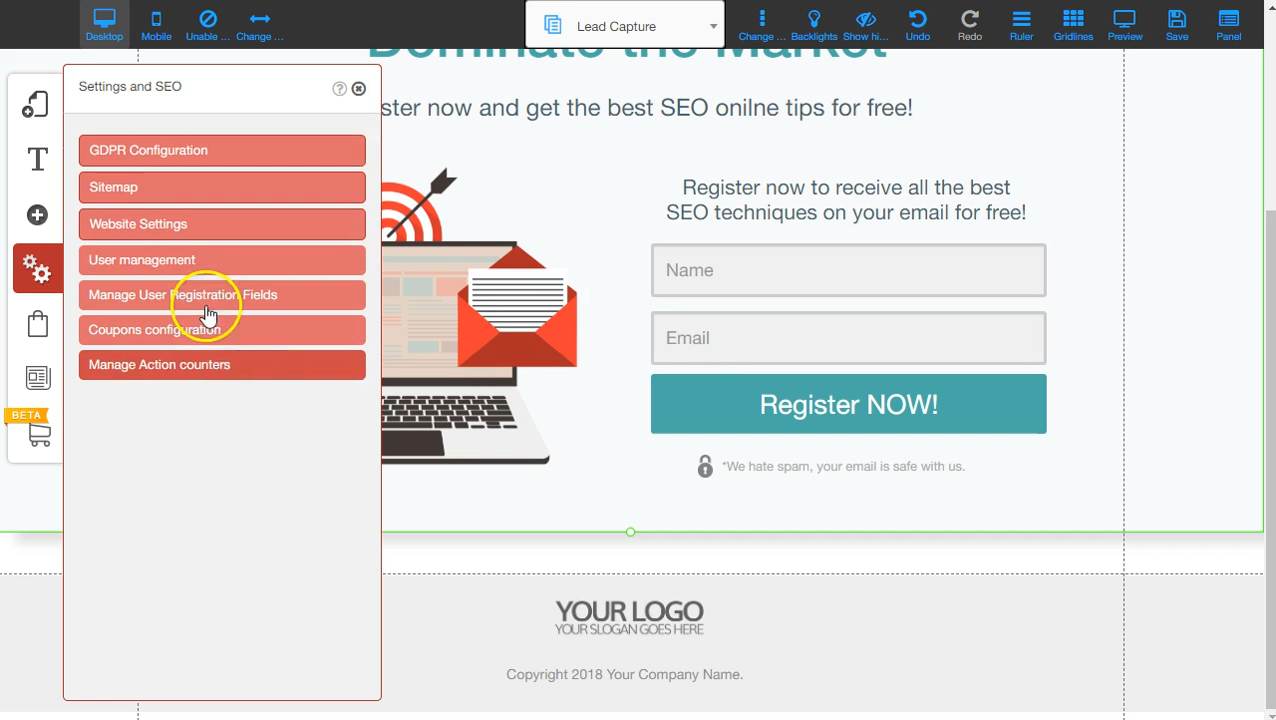 Desktop
Mobile
Unable ...
Change ...
Lead Capture
Change ...
Backlights
Show hi...
Undo
Redo
Ruler
Gridlines
Preview
Save
Panel
Dominate the Market
Settings and SEO
?
ster now and get the best SEO onilne tips for free!
GDPR Configuration
Sitemap
Website Settings
User management
Manage User Registration Fields
Coupons configuration
Manage Action counters
T
BETA
Register now to receive all the best
SEO techniques on your email for free!
Name
Email
Register NOW!
*We hate spam, your email is safe with us.
YOUR LOGO
YOUR SLOGAN GOES HERE
Copyright 2018 Your Company Name.